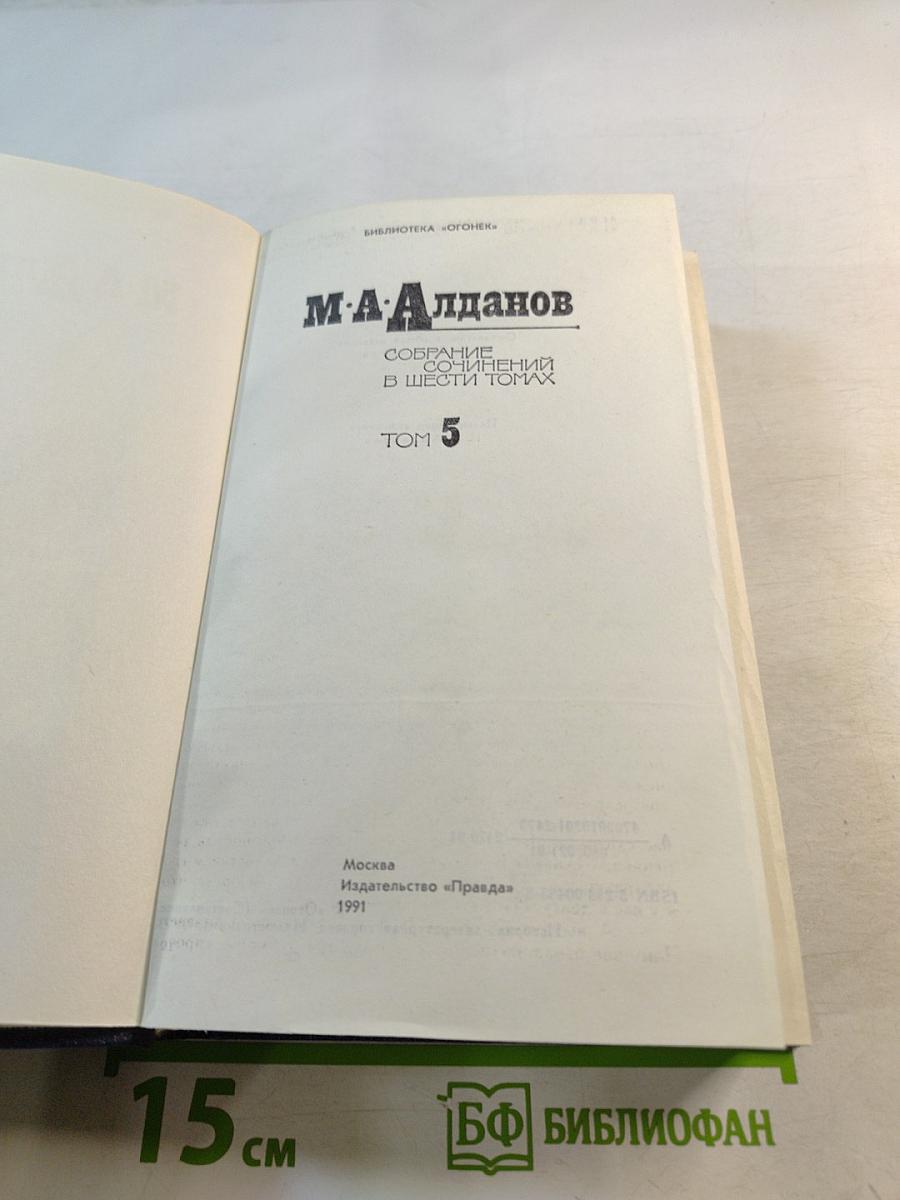 БИБЛИОТЕКА «ОГОНЕК»
М·А·Алданов
СОБРАНИЕ
СОЧИНЕНИЙ
В ШЕСТИ ТОМАХ
ТОМ 5
Москва
Издательство «Правда»
1991
15 см
БФ БИБЛИОФАН